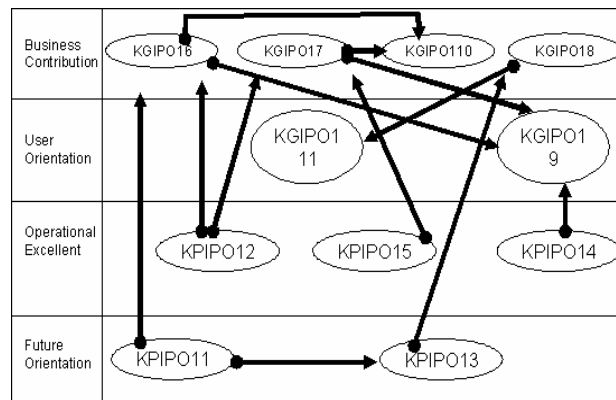 Business
Contribution
KGIPO16
KGIPO17
KGIPO110
KGIPO18
User
Orientation
KGIPO1
11
KGIPO1
9
Operational
Excellent
KPIPO12
KPIPO15
KPIPO14
Future
Orientation
KPIPO11
KPIPO13